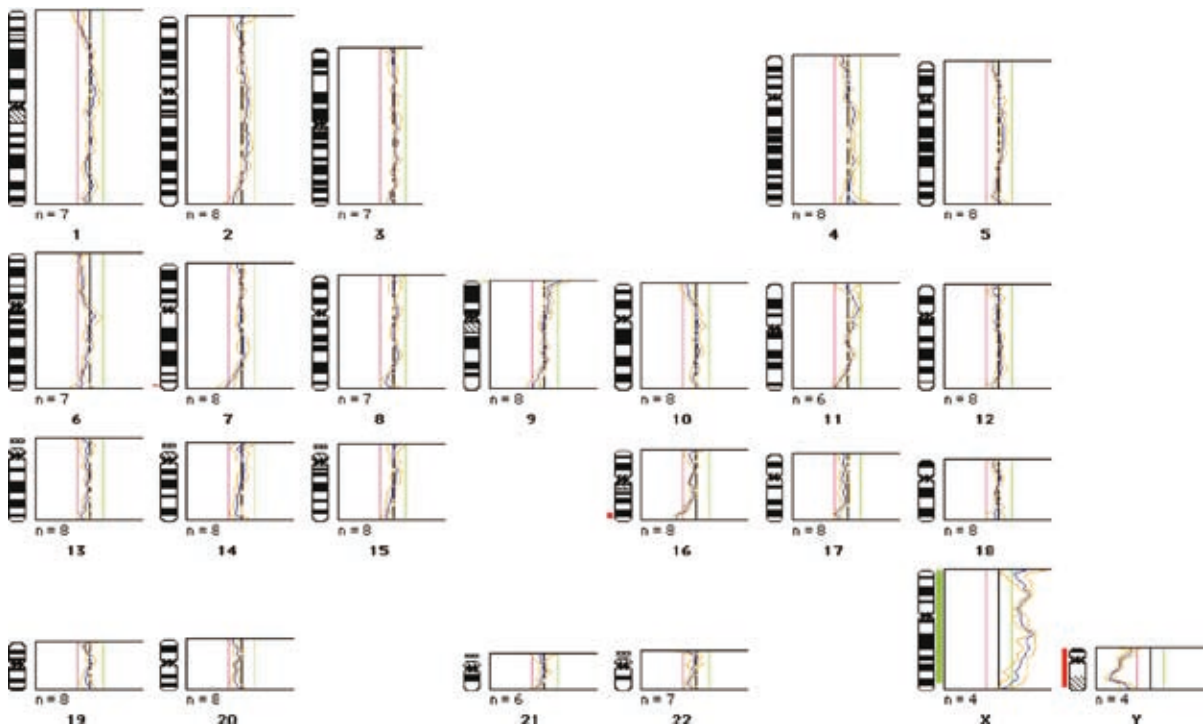 n = 7 n = 8 n = 7 n = 8 n = 8
1 2 3 4 5
n = 7 n = 8 n = 7 n = 8 n = 8 n = 6 n = 8
6 7 8 9 10 11 12
n = 8 n = 8 n = 8 n = 8 n = 8 n = 8
13 14 15 16 17 18
n = 8 n = 8 n = 6 n = 7 n = 4 n = 4
19 20 21 22 X Y